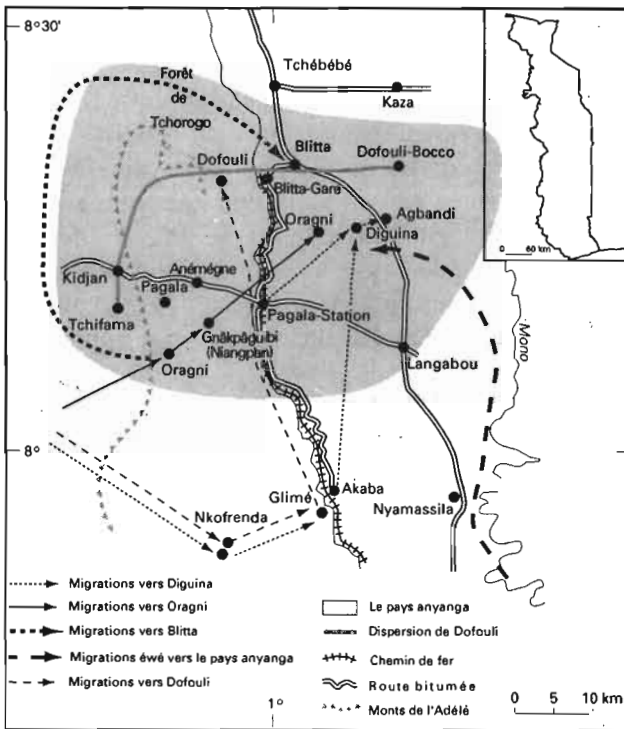 8°30'
Tchébébé
Kaza
Forêt
de
Tchorogo
Blitta
Dofouli
Dofouli-Bocco
Blitta-Gare
Oragni
Agbandi
Diguina
Kidjan
Anémégne
Pagala
Tchifama
Pagala-Station
Gnâkpâguibi
(Niangpan)
Oragni
Langabou
Mono
0 60 km
8°
Glimé
Akaba
Nyamassila
Nkofrenda
Migrations vers Diguina
Migrations vers Oragni
Migrations vers Blitta
Migrations éwé vers le pays anyanga
Migrations vers Dofouli
Le pays anyanga
Dispersion de Dofouli
Chemin de fer
Route bitumée
Monts de l'Adélé
1°
0 5 10 km